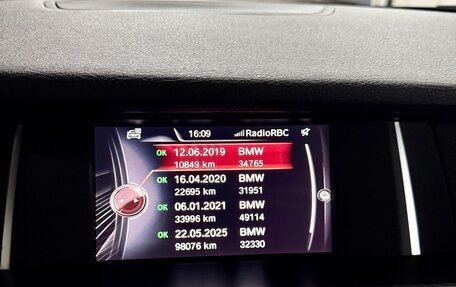 16:09 RadioRBC
OK 12.06.2019 BMW
10849 km 34765
OK 16.04.2020 BMW
22695 km 31951
OK 06.01.2021 BMW
33996 km 49114
OK 22.05.2025 BMW
98076 km 32330